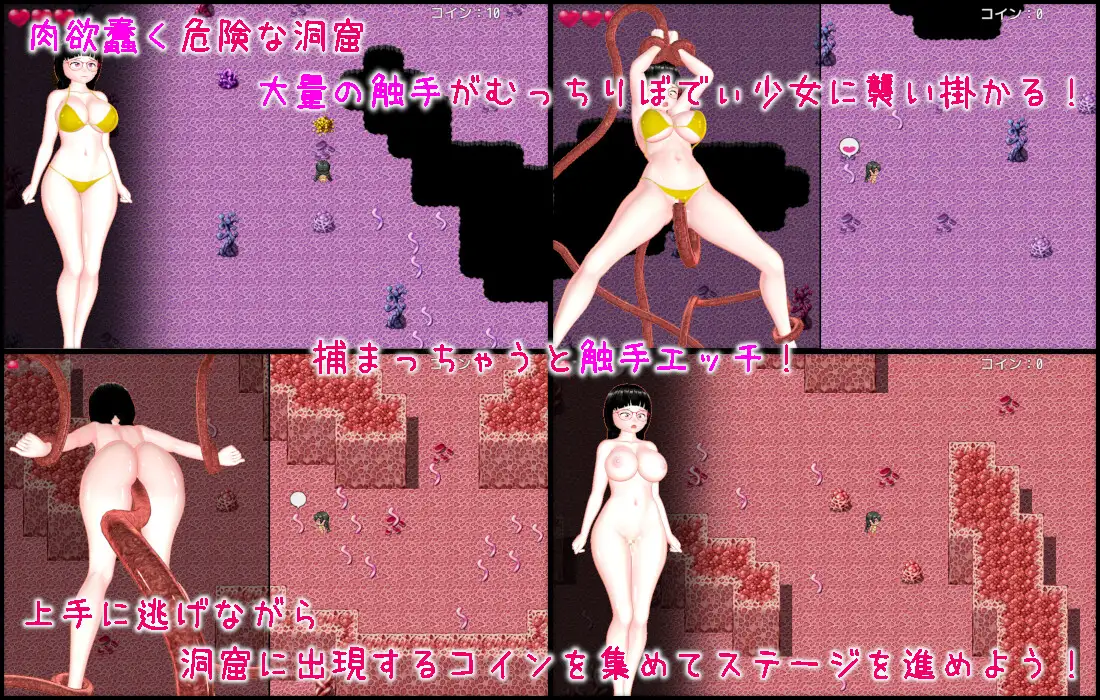 コイン：10
コイン：0
肉欲蠢く危険な洞窟
大量の触手がむっちりぼでぃ少女に襲い掛かる！
捕まっちゃうと触手エッチ！
コイン：0
上手に逃げながら
洞窟に出現するコインを集めてステージを進めよう！